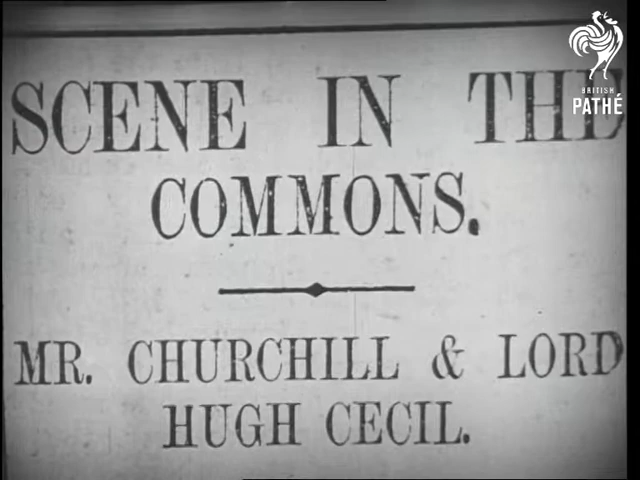 BRITISH
PATHÉ
SCENE IN THE
COMMONS.
MR. CHURCHILL & LORD
HUGH CECIL.